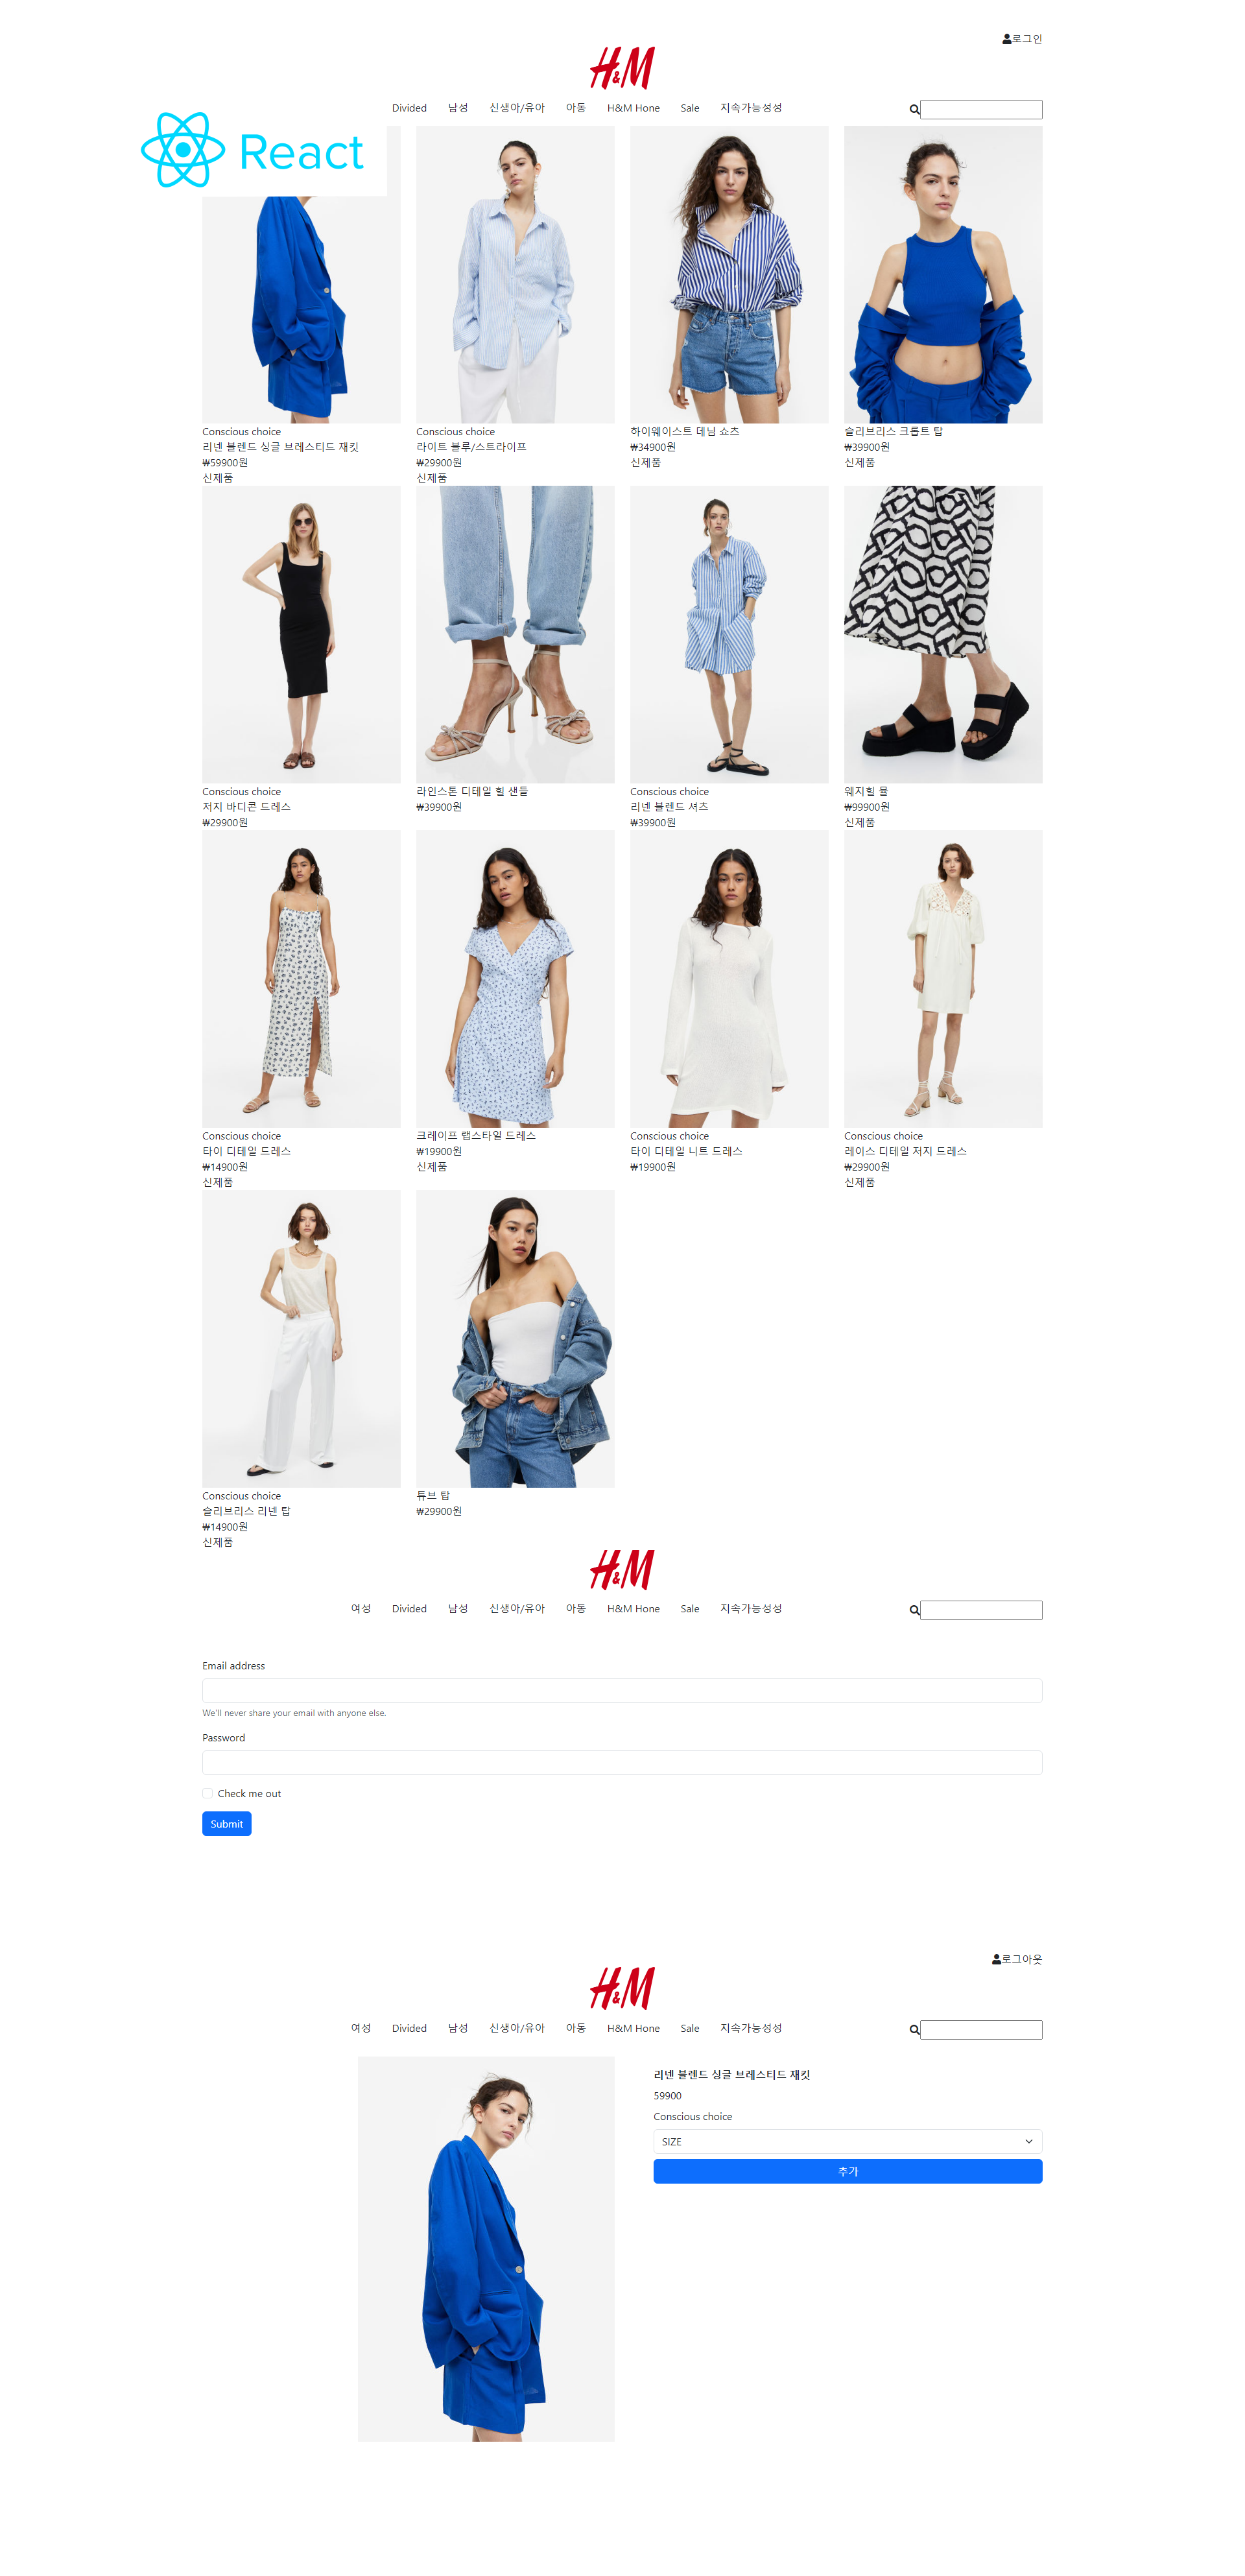 로그인
H&M
Divided 남성 신생아/유아 아동 H&M Hone Sale 지속가능성성
React
Conscious choice
리넨 블렌드 싱글 브레스티드 재킷
₩59900원
신제품
Conscious choice
라이트 블루/스트라이프
₩29900원
신제품
하이웨이스트 데님 쇼츠
₩34900원
신제품
슬리브리스 크롭트 탑
₩39900원
신제품
Conscious choice
저지 바디콘 드레스
₩29900원
라인스톤 디테일 힐 샌들
₩39900원
Conscious choice
리넨 블렌드 셔츠
₩39900원
웨지힐 뮬
₩99900원
신제품
Conscious choice
타이 디테일 드레스
₩14900원
신제품
크레이프 랩스타일 드레스
₩19900원
신제품
Conscious choice
타이 디테일 니트 드레스
₩19900원
Conscious choice
레이스 디테일 저지 드레스
₩29900원
신제품
Conscious choice
슬리브리스 리넨 탑
₩14900원
신제품
튜브 탑
₩29900원
H&M
여성 Divided 남성 신생아/유아 아동 H&M Hone Sale 지속가능성성
Email address
We'll never share your email with anyone else.
Password
Check me out
Submit
로그아웃
H&M
여성 Divided 남성 신생아/유아 아동 H&M Hone Sale 지속가능성성
리넨 블렌드 싱글 브레스티드 재킷
59900
Conscious choice
SIZE
추가